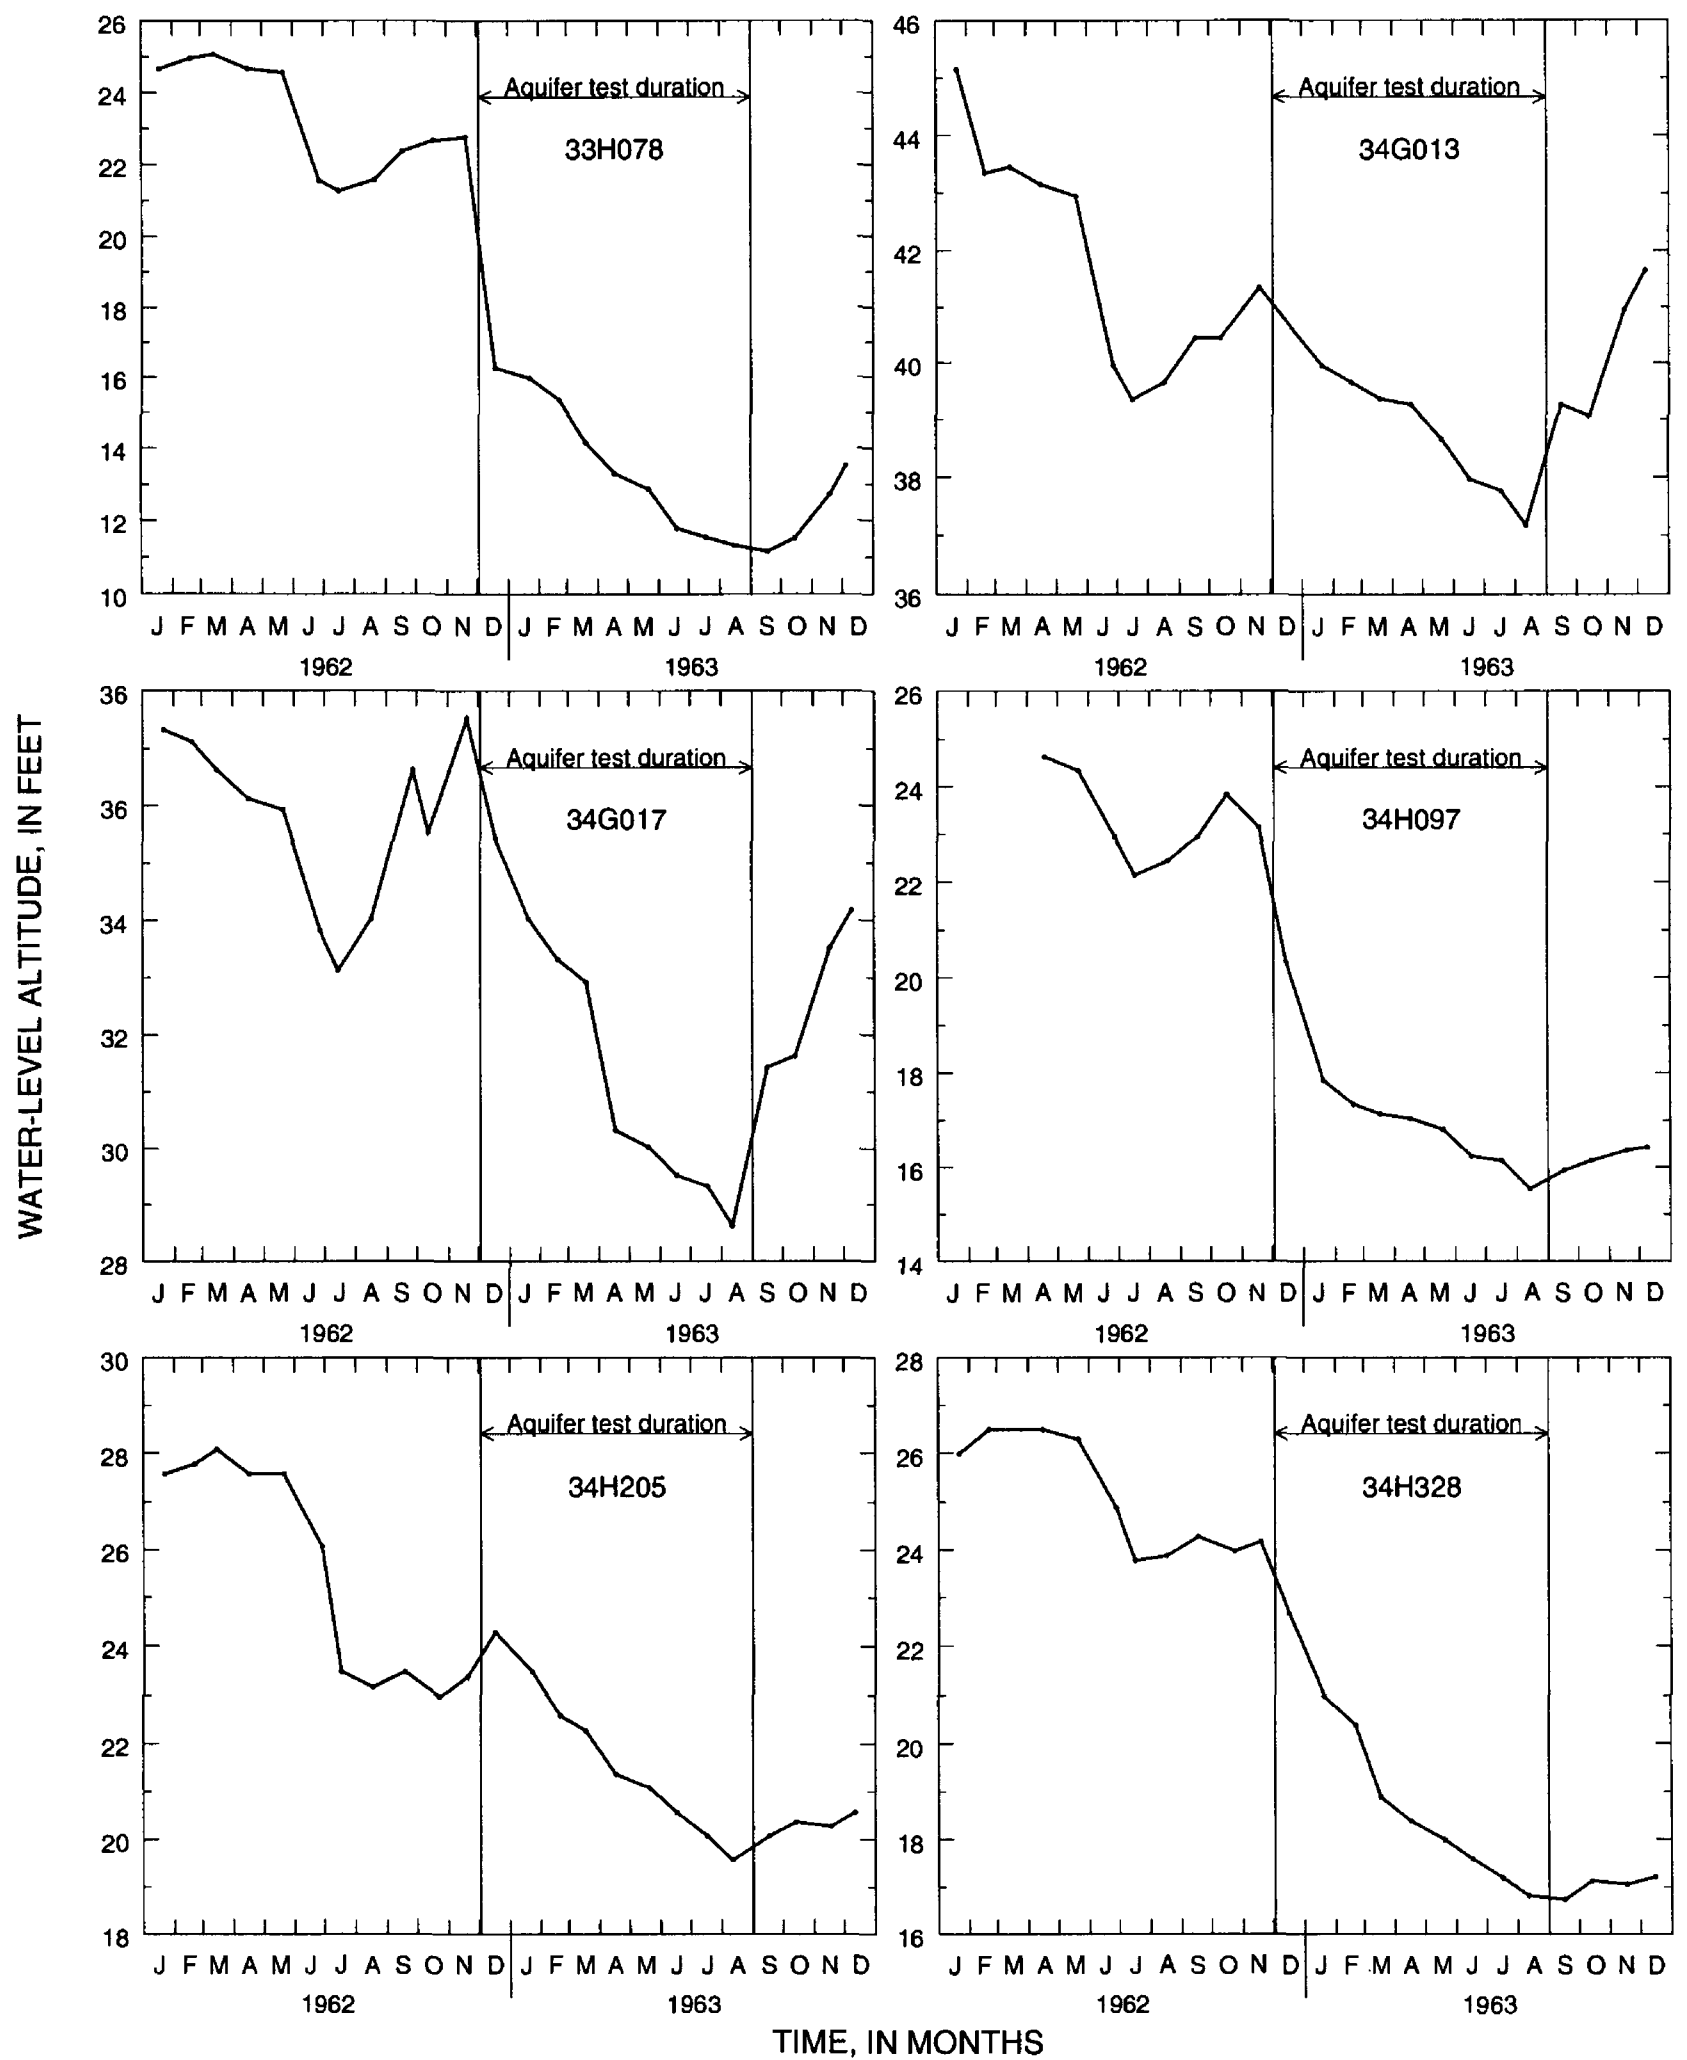 WATER-LEVEL ALTITUDE, IN FEET
26
24
22
20
18
16
14
12
10
Aquifer test duration
33H078
J F M A M J J A S O N D J F M A M J J A S O N D
1962 1963
46
44
42
40
38
36
Aquifer test duration
34G013
J F M A M J J A S O N D J F M A M J J A S O N D
1962 1963
36
36
34
32
30
28
Aquifer test duration
34G017
J F M A M J J A S O N D J F M A M J J A S O N D
1962 1963
26
24
22
20
18
16
14
Aquifer test duration
34H097
J F M A M J J A S O N D J F M A M J J A S O N D
1962 1963
30
28
26
24
22
20
18
Aquifer test duration
34H205
J F M A M J J A S O N D J F M A M J J A S O N D
1962 1963
28
26
24
22
20
18
16
Aquifer test duration
34H328
J F M A M J J A S O N D J F M A M J J A S O N D
1962 1963
TIME, IN MONTHS